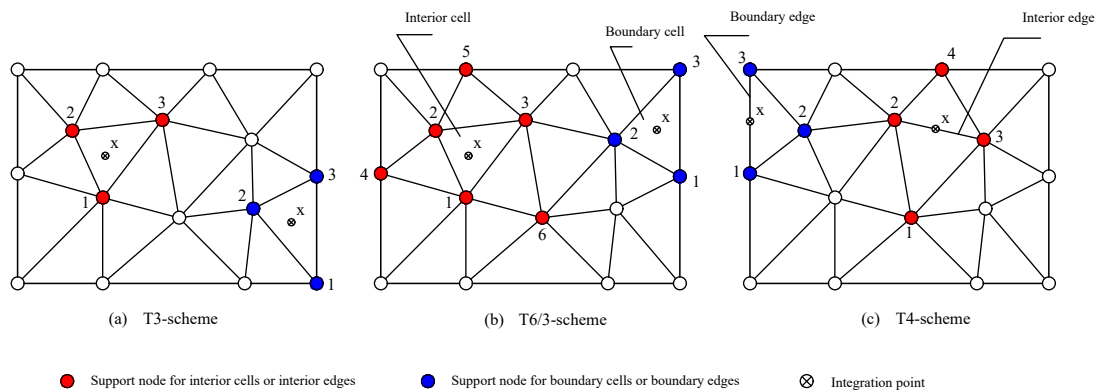 Interior cell
Boundary cell
Boundary edge
Interior edge
2
3
x
1
3
2
x
1
5
3
2
3
x
2
x
4
1
1
6
3
4
x
2
2
x
3
1
1
(a) T3-scheme
(b) T6/3-scheme
(c) T4-scheme
Support node for interior cells or interior edges
Support node for boundary cells or boundary edges
Integration point